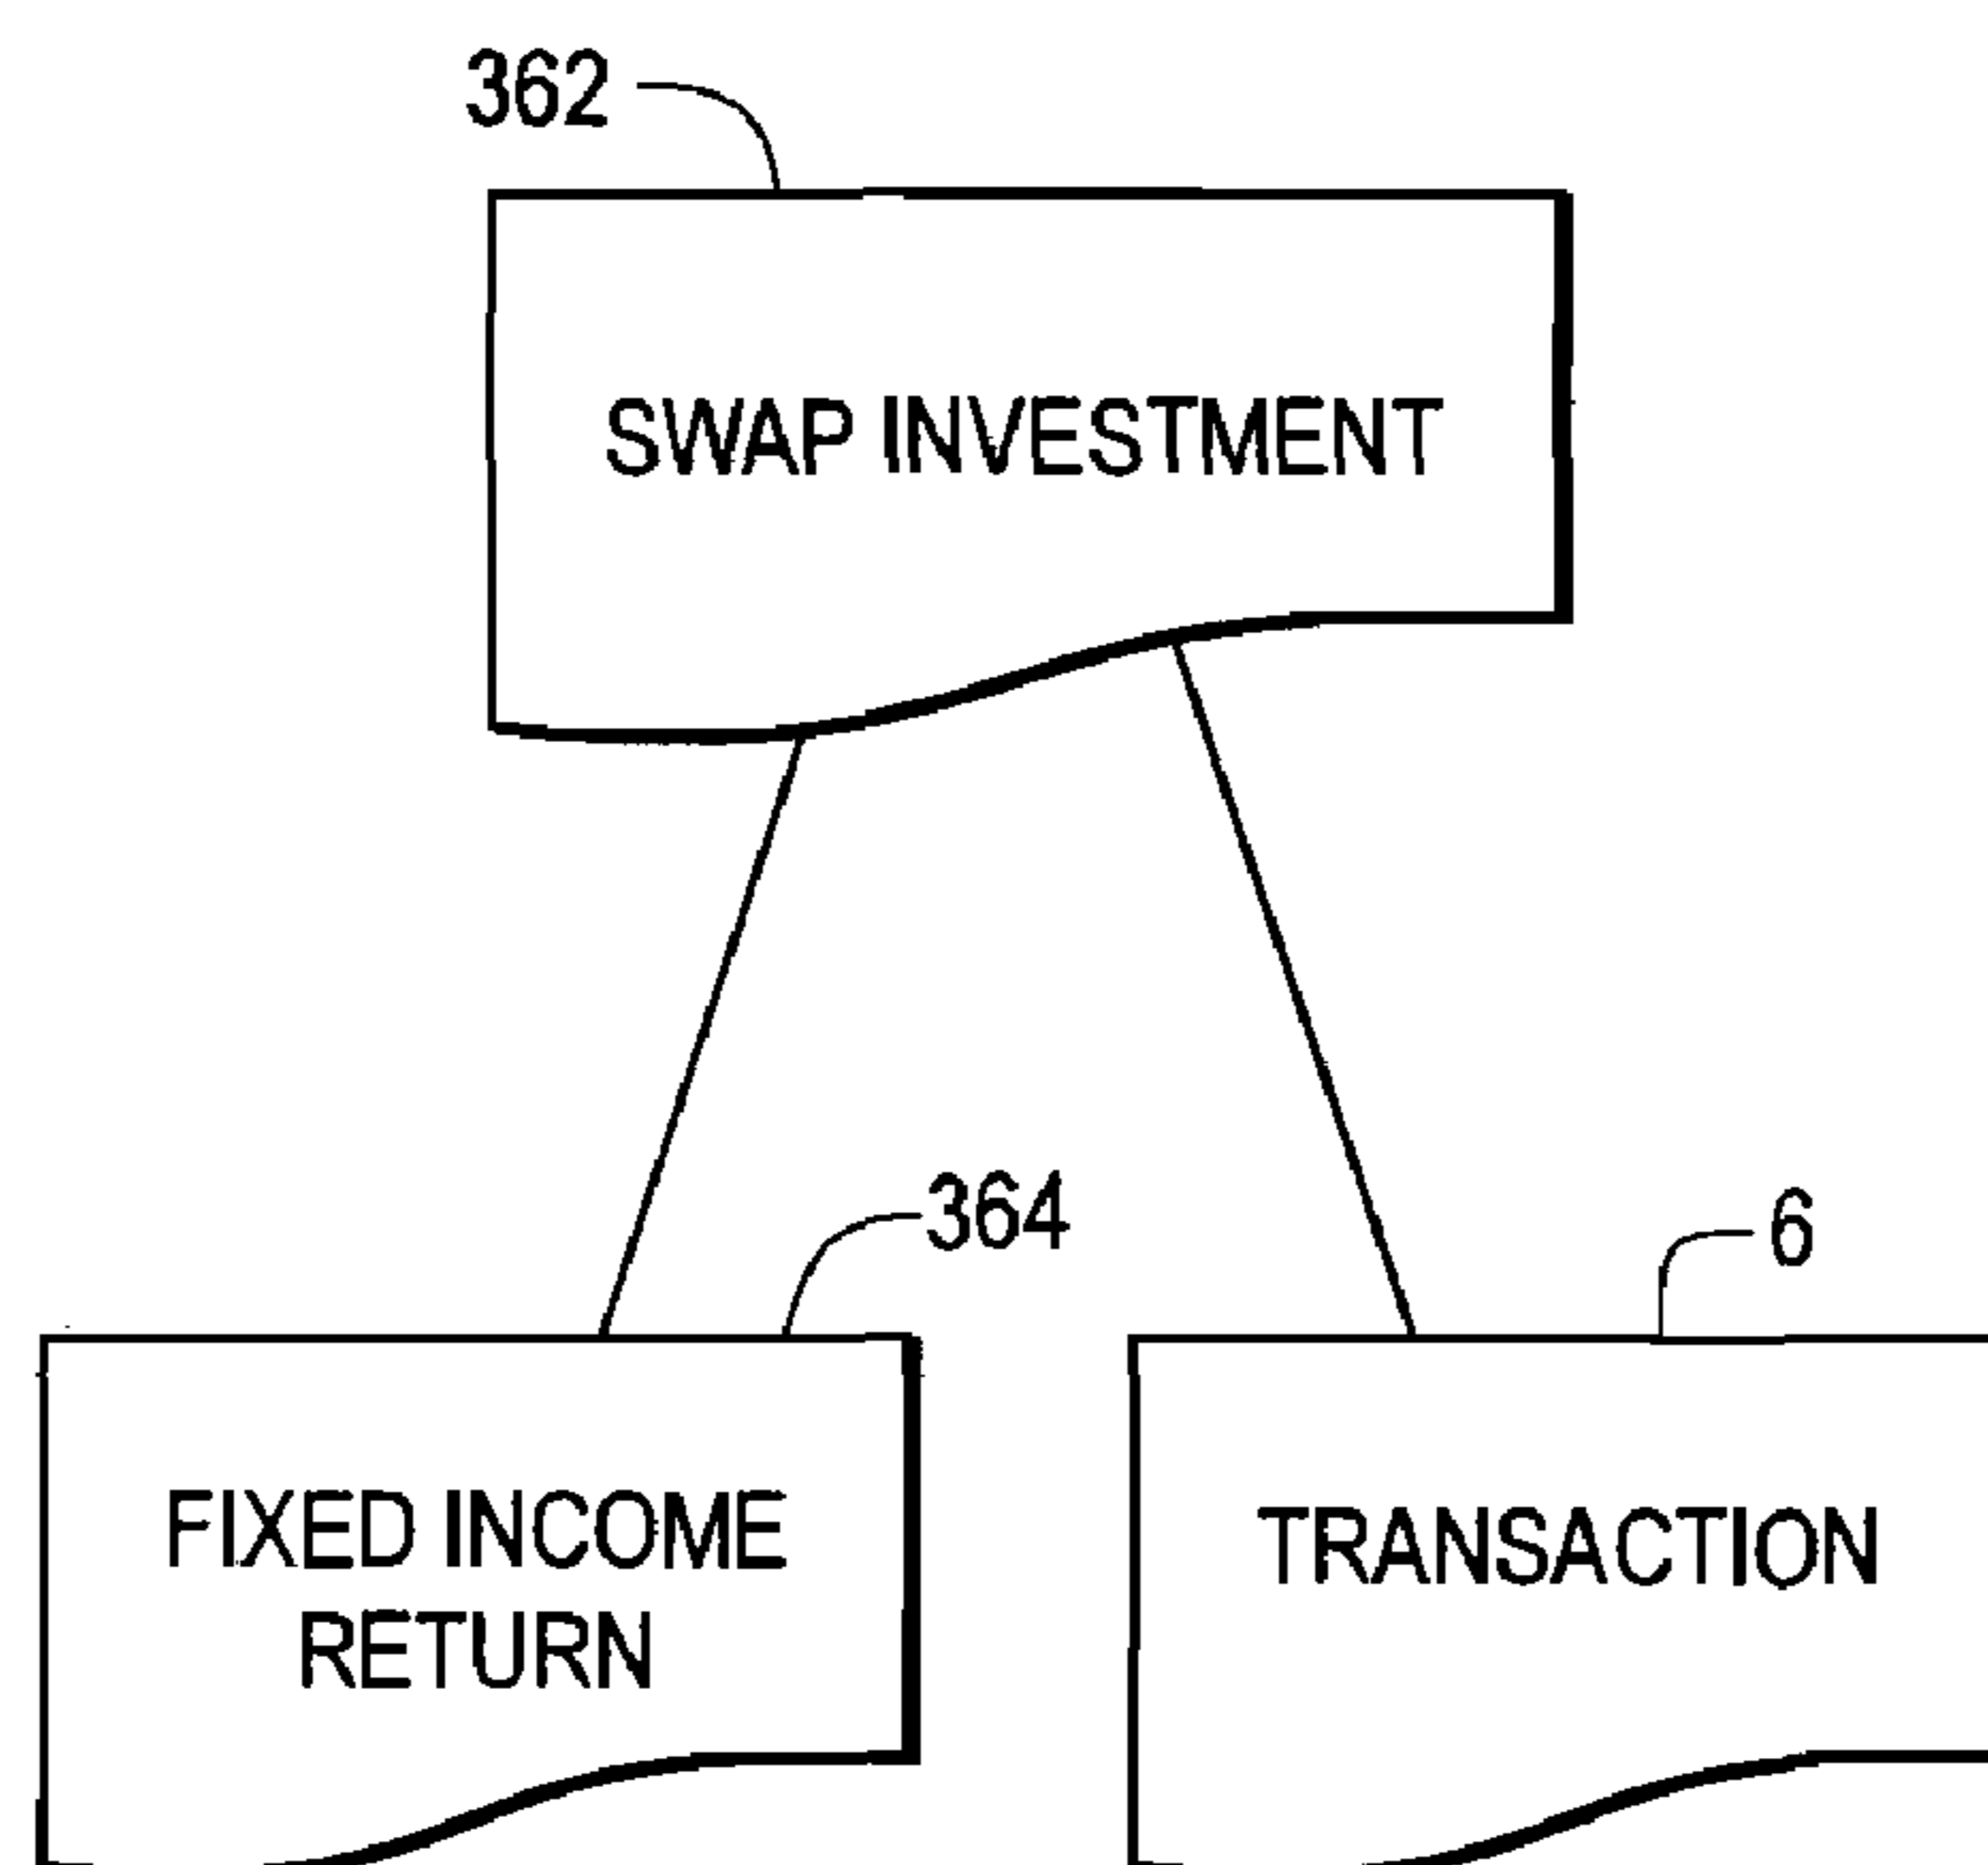 362
SWAP INVESTMENT
364
6
FIXED INCOME
RETURN
TRANSACTION